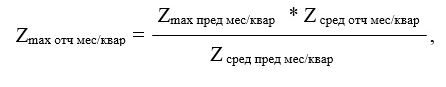 Z max отч мес/квар = Z max пред мес/квар * Z сред отч мес/квар
Z сред пред мес/квар ,